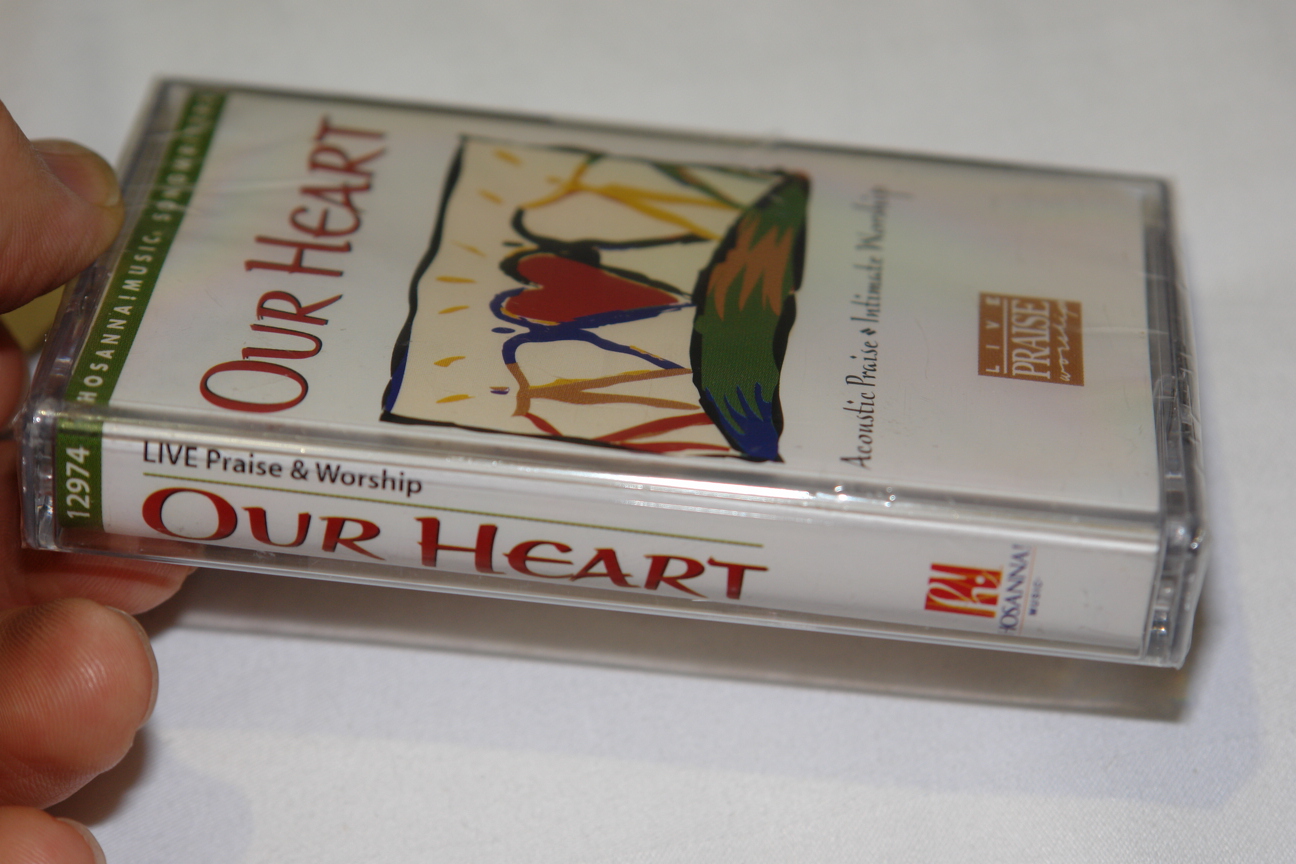 HOSANNA! MUSIC
OUR HEART
Acoustic Praise • Intimate Worship
LIVE
PRAISE
worship
12974
LIVE Praise & Worship
OUR HEART
HOSANNA!
MUSIC